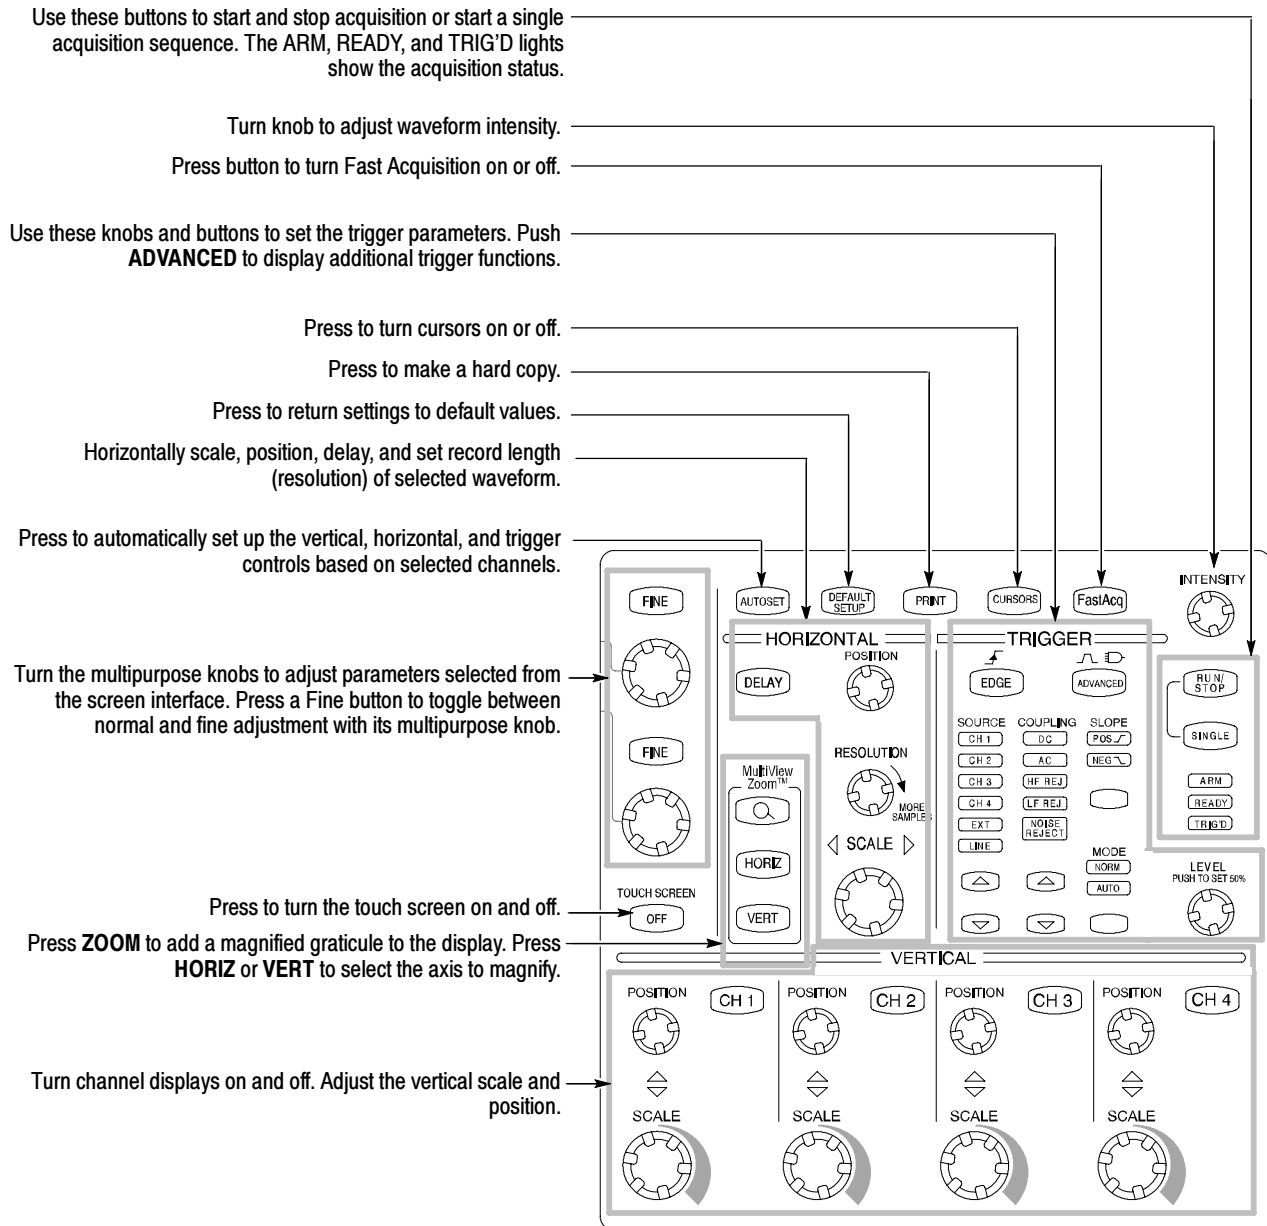 Use these buttons to start and stop acquisition or start a single
acquisition sequence. The ARM, READY, and TRIG’D lights
show the acquisition status.
Turn knob to adjust waveform intensity.
Press button to turn Fast Acquisition on or off.
Use these knobs and buttons to set the trigger parameters. Push
ADVANCED to display additional trigger functions.
Press to turn cursors on or off.
Press to make a hard copy.
Press to return settings to default values.
Horizontally scale, position, delay, and set record length
(resolution) of selected waveform.
Press to automatically set up the vertical, horizontal, and trigger
controls based on selected channels.
Turn the multipurpose knobs to adjust parameters selected from
the screen interface. Press a Fine button to toggle between
normal and fine adjustment with its multipurpose knob.
Press to turn the touch screen on and off.
Press ZOOM to add a magnified graticule to the display. Press
HORIZ or VERT to select the axis to magnify.
Turn channel displays on and off. Adjust the vertical scale and
position.
FINE
FINE
TOUCH SCREEN
OFF
AUTOSET
DEFAULT
SETUP
PRINT
CURSORS
FastAcq
INTENSITY
HORIZONTAL
POSITION
DELAY
RESOLUTION
MORE
SAMPLES
SCALE
MultiView
Zoom™
HORIZ
VERT
TRIGGER
EDGE
ADVANCED
SOURCE
CH 1
CH 2
CH 3
CH 4
EXT
LINE
COUPLING
DC
AC
HF REJ
LF REJ
NOISE
REJECT
SLOPE
POS
NEG
MODE
NORM
AUTO
RUN/
STOP
SINGLE
ARM
READY
TRIG'D
LEVEL
PUSH TO SET 50%
VERTICAL
POSITION
CH 1
SCALE
POSITION
CH 2
SCALE
POSITION
CH 3
SCALE
POSITION
CH 4
SCALE